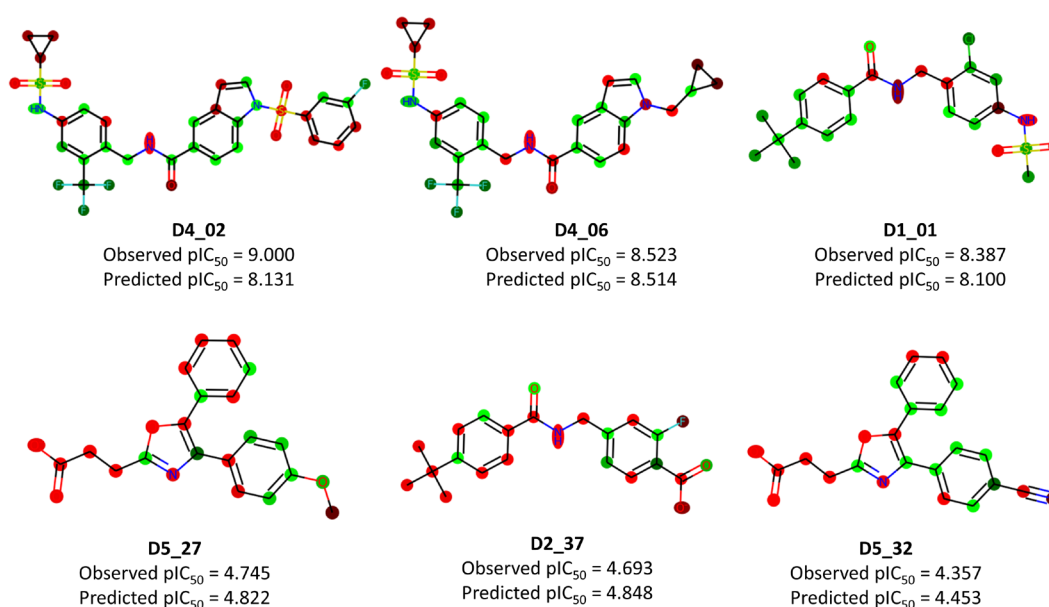 D4_02
Observed pIC₅₀ = 9.000
Predicted pIC₅₀ = 8.131
D4_06
Observed pIC₅₀ = 8.523
Predicted pIC₅₀ = 8.514
D1_01
Observed pIC₅₀ = 8.387
Predicted pIC₅₀ = 8.100
D5_27
Observed pIC₅₀ = 4.745
Predicted pIC₅₀ = 4.822
D2_37
Observed pIC₅₀ = 4.693
Predicted pIC₅₀ = 4.848
D5_32
Observed pIC₅₀ = 4.357
Predicted pIC₅₀ = 4.453